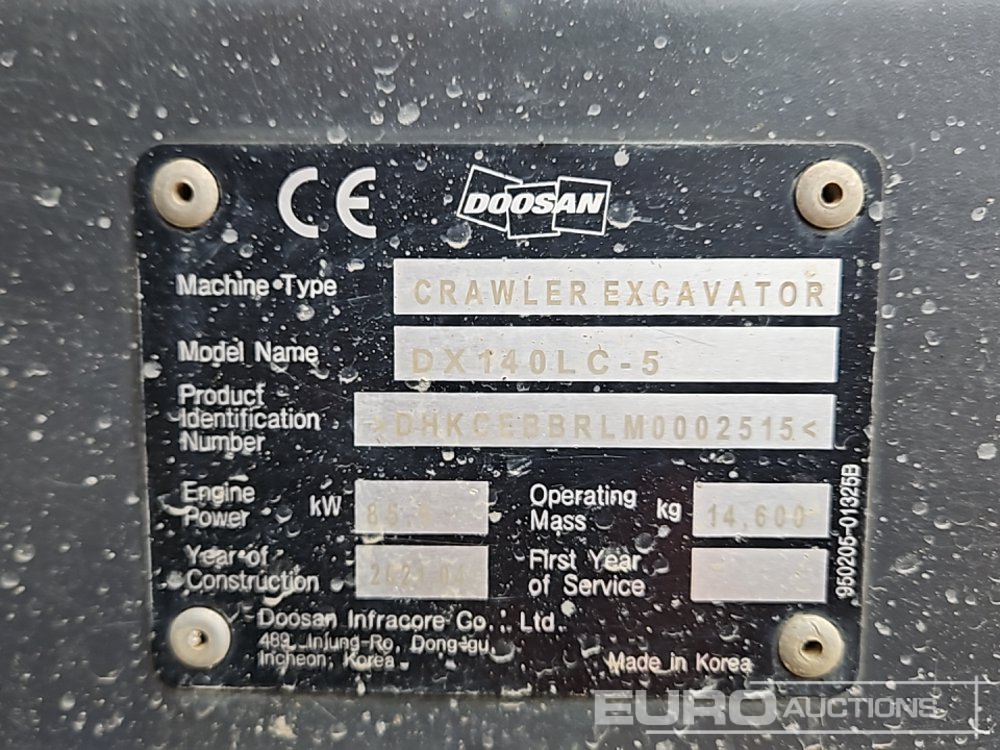 CE DOOSAN
Machine Type CRAWLER EXCAVATOR
Model Name DX140LC-5
Product
Identification
Number >DHKCEBBRLM0002515<
Engine
Power kW
Operating
Mass kg 14,600
Year of
Construction
First Year
of Service
950205-01325B
Doosan Infracore Co., Ltd.
489, Injung-Ro, Dong-gu,
Incheon, Korea
Made in Korea
EURO AUCTIONS